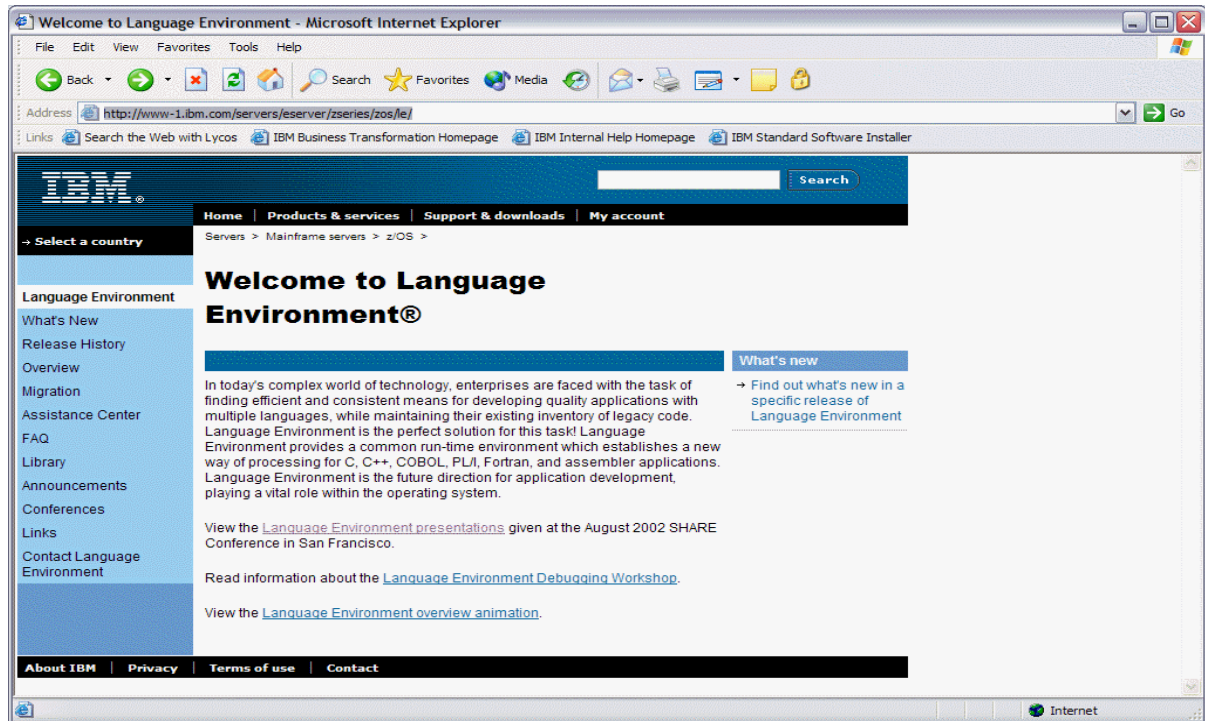 Welcome to Language Environment - Microsoft Internet Explorer
File Edit View Favorites Tools Help
Back Search Favorites Media
Address http://www-1.ibm.com/servers/eserver/zseries/zos/le/ Go
Links Search the Web with Lycos IBM Business Transformation Homepage IBM Internal Help Homepage IBM Standard Software Installer
IBM®
Search
Home | Products & services | Support & downloads | My account
→ Select a country
Servers > Mainframe servers > z/OS >
Language Environment
What's New
Release History
Overview
Migration
Assistance Center
FAQ
Library
Announcements
Conferences
Links
Contact Language
Environment
Welcome to Language
Environment®
In today's complex world of technology, enterprises are faced with the task of
finding efficient and consistent means for developing quality applications with
multiple languages, while maintaining their existing inventory of legacy code.
Language Environment is the perfect solution for this task! Language
Environment provides a common run-time environment which establishes a new
way of processing for C, C++, COBOL, PL/I, Fortran, and assembler applications.
Language Environment is the future direction for application development,
playing a vital role within the operating system.
View the Language Environment presentations given at the August 2002 SHARE
Conference in San Francisco.
Read information about the Language Environment Debugging Workshop.
View the Language Environment overview animation.
What's new
→ Find out what's new in a
specific release of
Language Environment
About IBM | Privacy | Terms of use | Contact
Internet